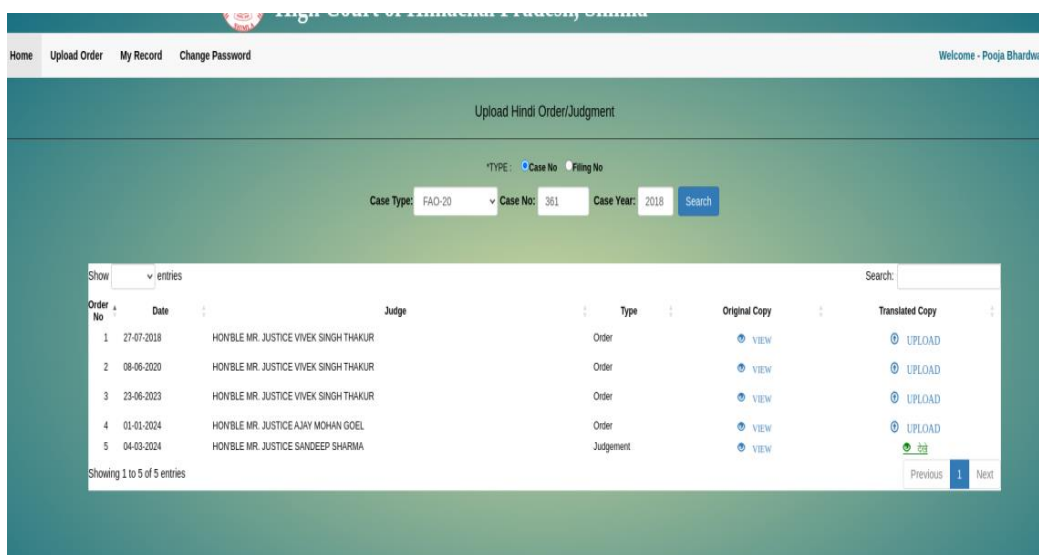 High Court of Himachal Pradesh, Shimla
Home Upload Order My Record Change Password Welcome - Pooja Bhardwa
Upload Hindi Order/Judgment
*TYPE : Case No Filing No
Case Type: FAO-20 Case No: 361 Case Year: 2018 Search
Show entries Search:
Order No Date Judge Type Original Copy Translated Copy
1 27-07-2018 HON'BLE MR. JUSTICE VIVEK SINGH THAKUR Order VIEW UPLOAD
2 08-06-2020 HON'BLE MR. JUSTICE VIVEK SINGH THAKUR Order VIEW UPLOAD
3 23-06-2023 HON'BLE MR. JUSTICE VIVEK SINGH THAKUR Order VIEW UPLOAD
4 01-01-2024 HON'BLE MR. JUSTICE AJAY MOHAN GOEL Order VIEW UPLOAD
5 04-03-2024 HON'BLE MR. JUSTICE SANDEEP SHARMA Judgement VIEW देखें
Showing 1 to 5 of 5 entries Previous 1 Next